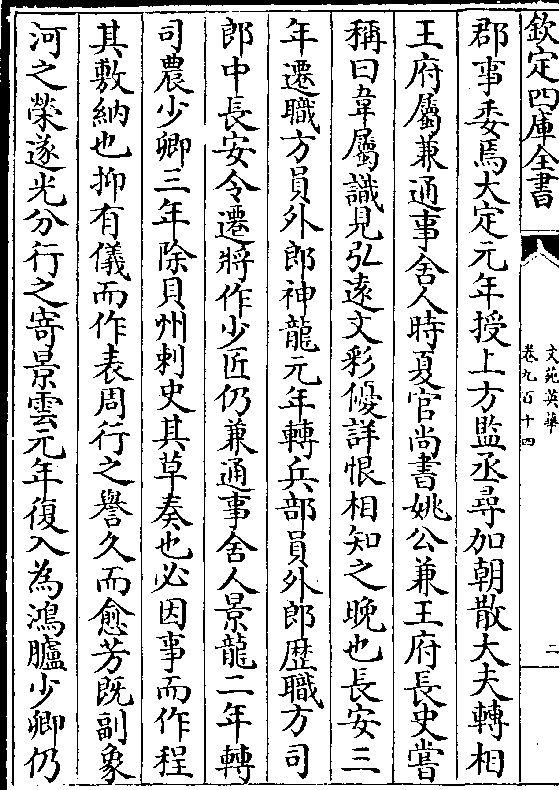 欽定四庫全書
文苑英華
卷九百十四
二
郡事委焉大定元年授上方監丞尋加朝散大夫轉相
王府屬兼通事舍人時夏官尚書姚公兼王府長史嘗
稱曰韋屬識見弘遠文彩優詳恨相知之晚也長安三
年遷職方員外郎神龍元年轉兵部員外郎歴職方司
郎中長安令遷將作少匠仍兼通事舍人景龍二年轉
司農少卿三年除貝州刺史其草奏也必因事而作程
其敷納也抑有儀而作表周行之譽久而愈芳既副象
河之榮遂光分行之寄景雲元年復入為鴻臚少卿仍